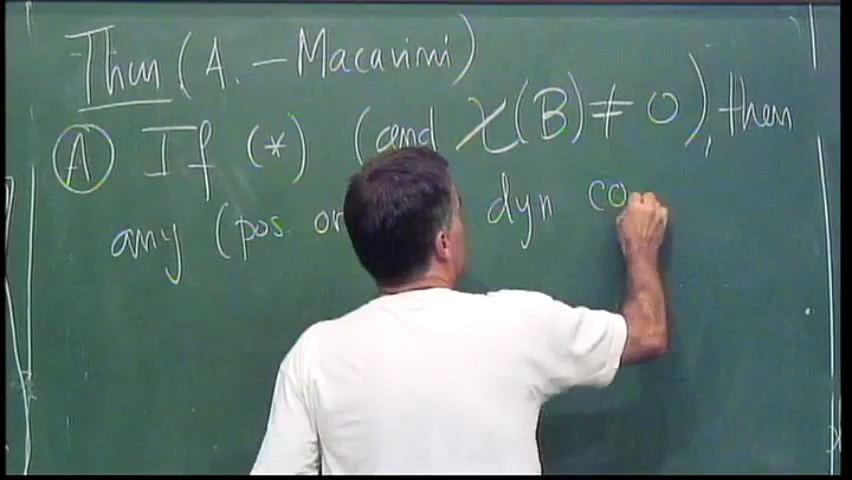 Thm (A. – Macarini)
(A) If (*) (and χ(B) ≠ 0), then
any (pos. or dyn co